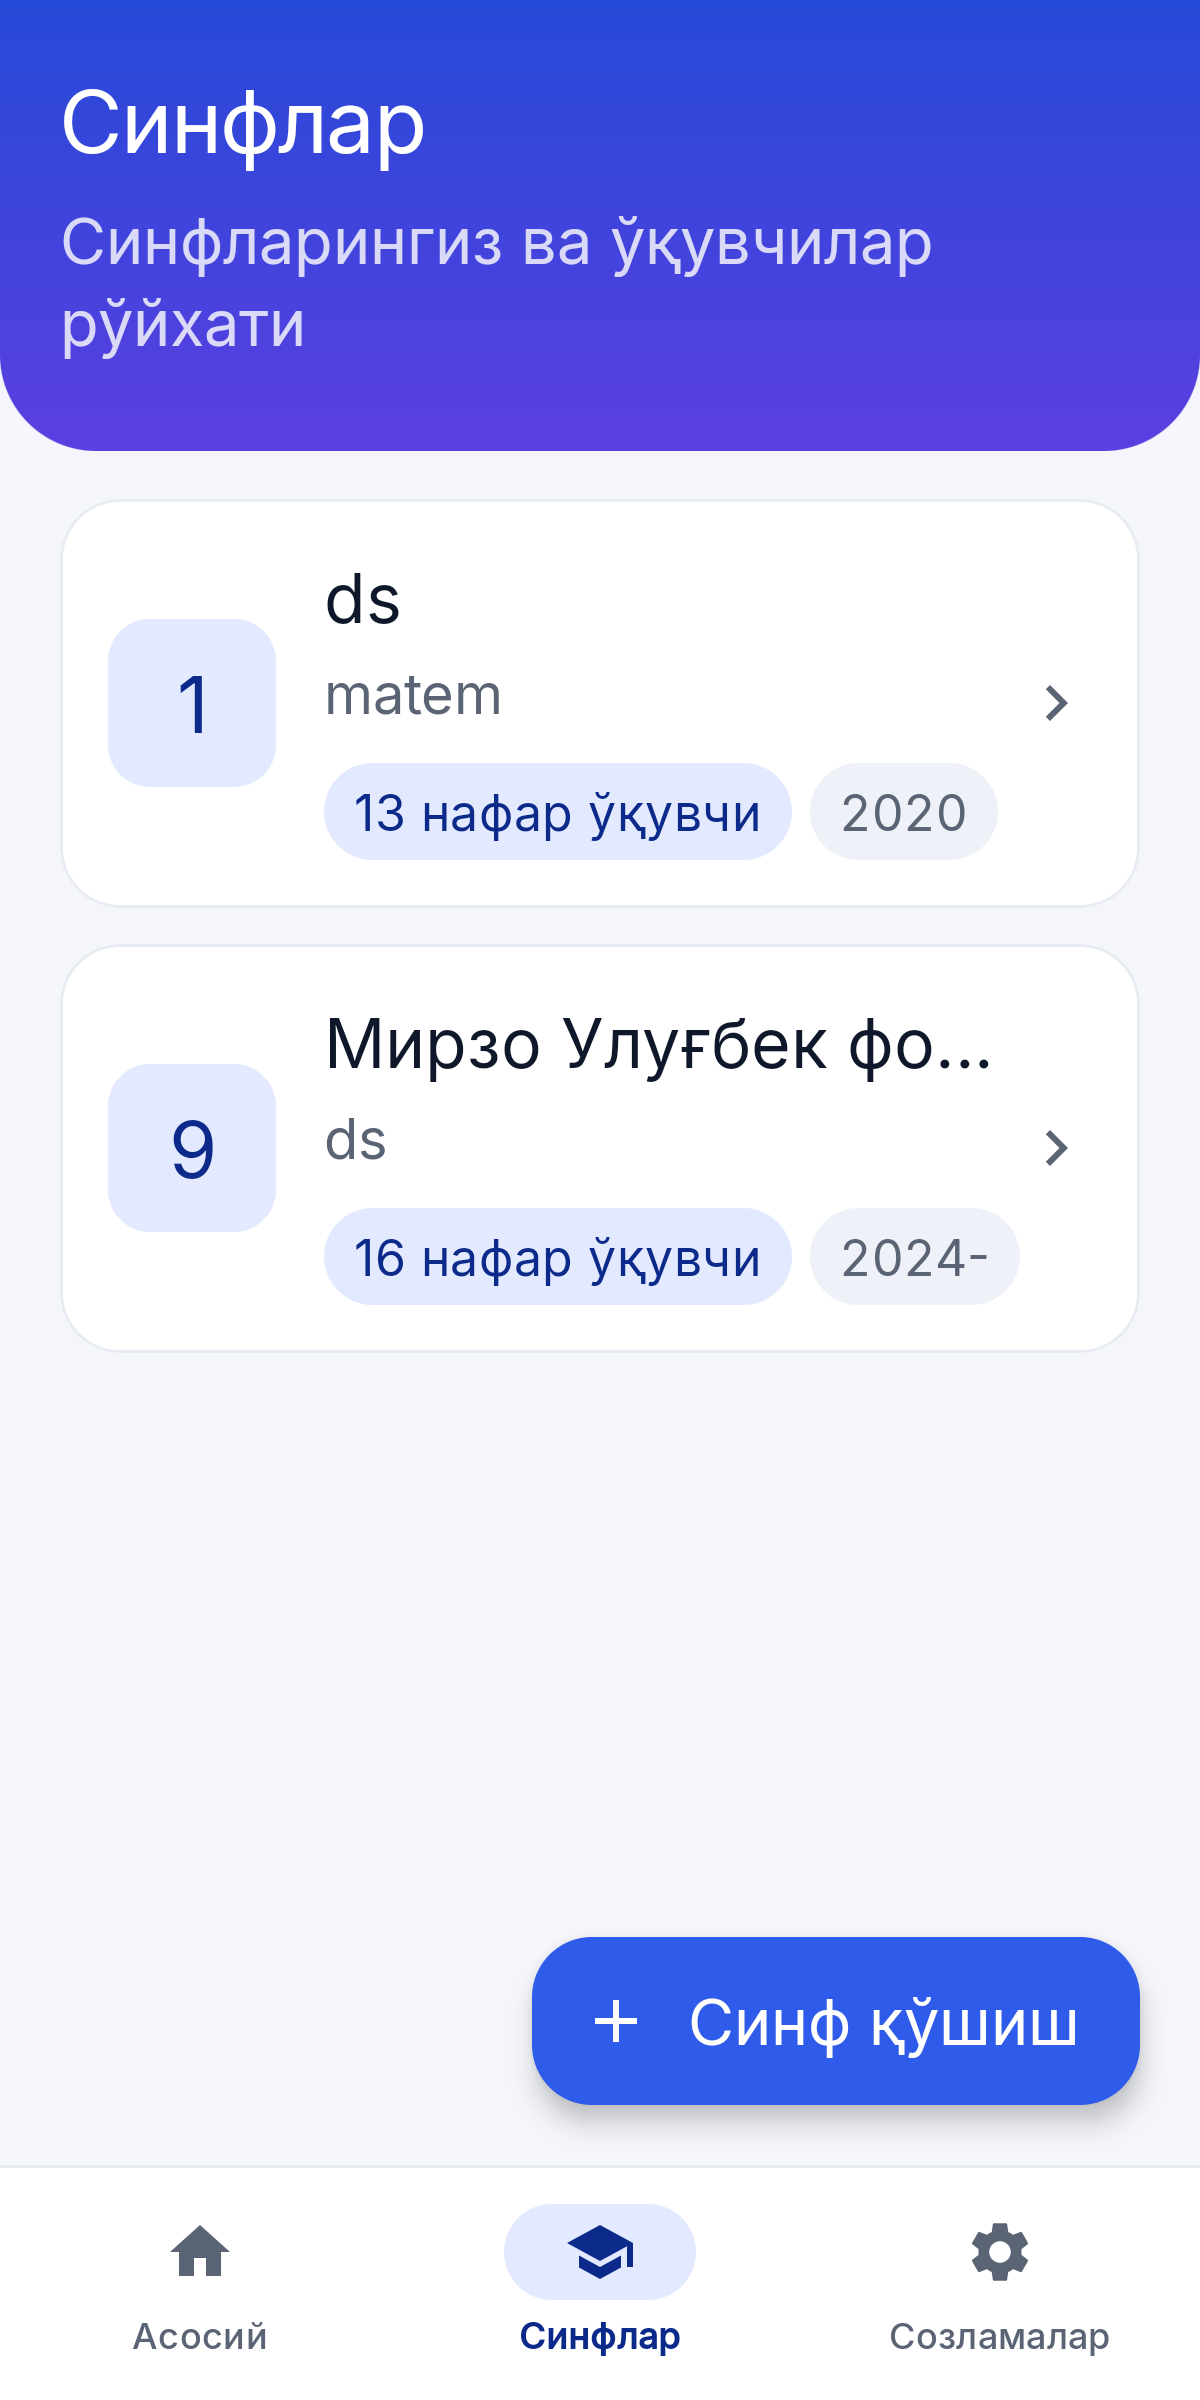 Синфлар
Синфларингиз ва ўқувчилар
рўйхати
ds
1
matem
13 нафар ўқувчи 2020
Мирзо Улуғбек фо...
9
ds
16 нафар ўқувчи 2024-
+ Синф қўшиш
Асосий Синфлар Созламалар